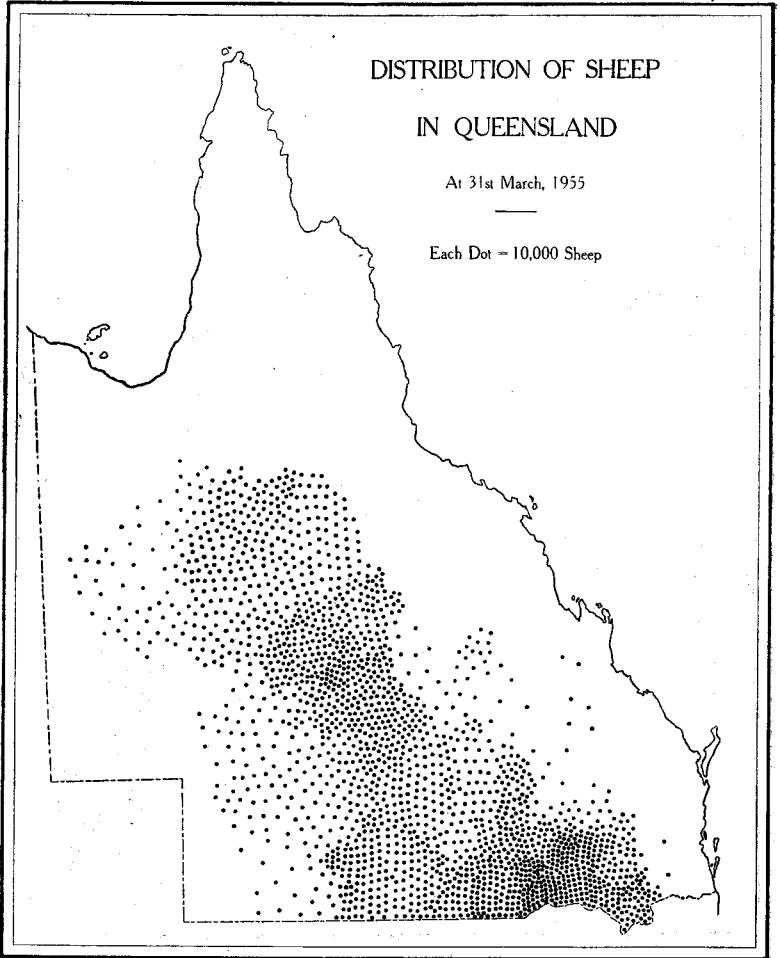 DISTRIBUTION OF SHEEP
IN QUEENSLAND
At 31st March, 1955
Each Dot = 10,000 Sheep